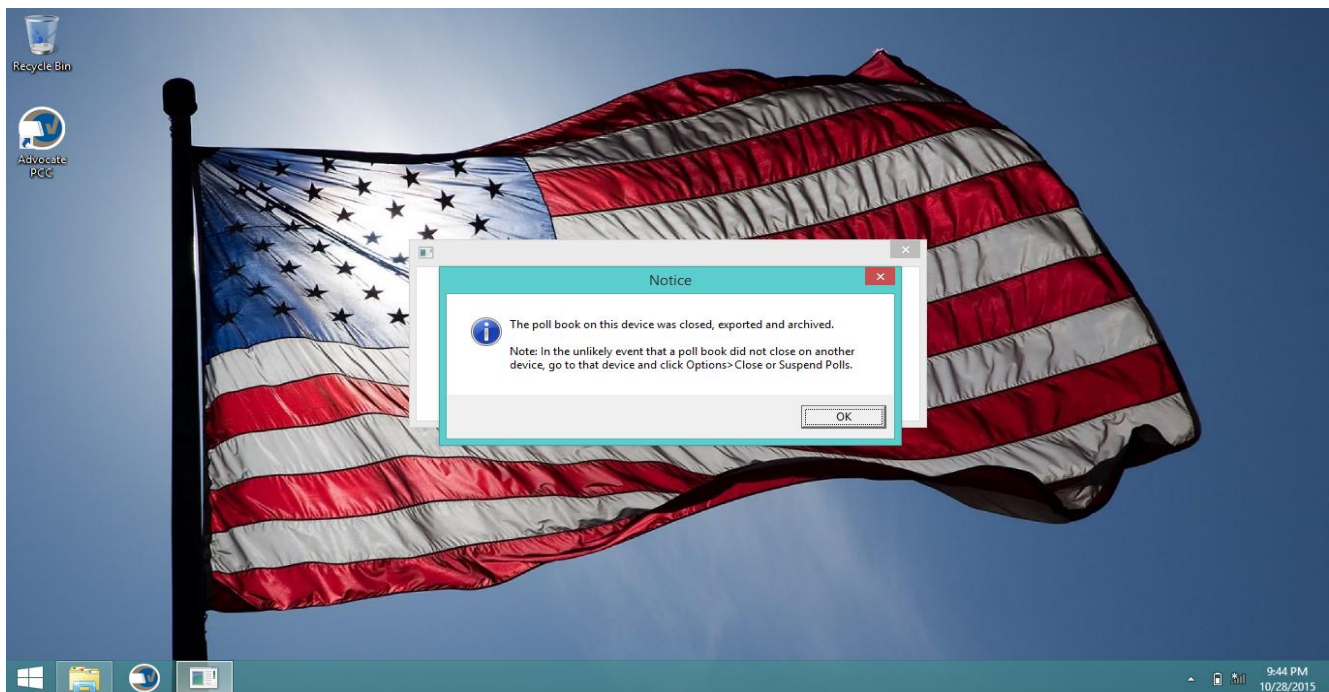 Recycle Bin
Advocate
PCC
Notice
The poll book on this device was closed, exported and archived.
Note: In the unlikely event that a poll book did not close on another
device, go to that device and click Options>Close or Suspend Polls.
OK
9:44 PM
10/28/2015